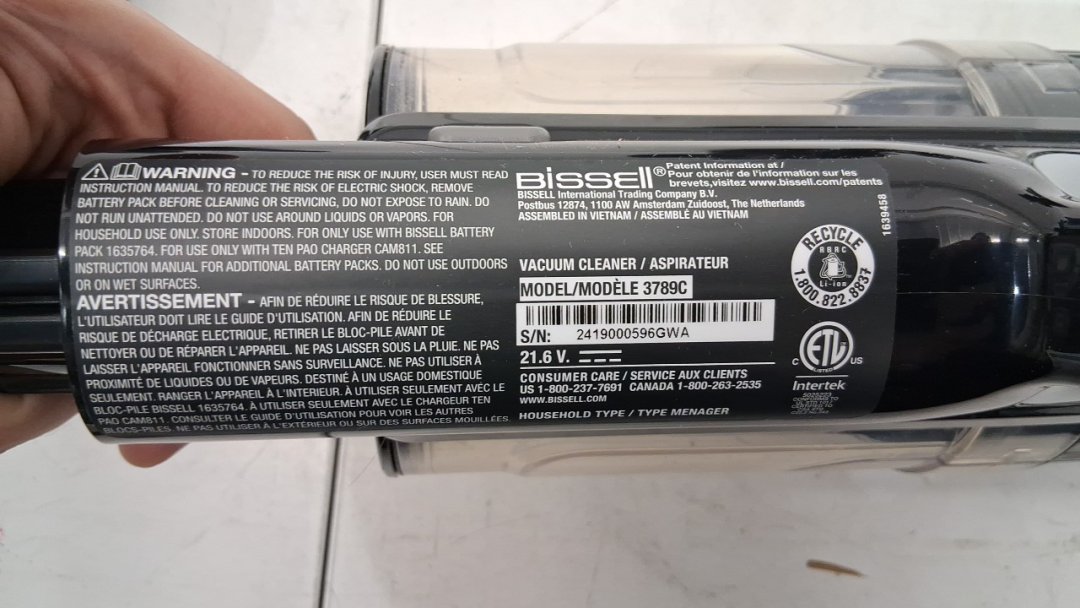 WARNING - TO REDUCE THE RISK OF INJURY, USER MUST READ
INSTRUCTION MANUAL. TO REDUCE THE RISK OF ELECTRIC SHOCK, REMOVE
BATTERY PACK BEFORE CLEANING OR SERVICING, DO NOT EXPOSE TO RAIN. DO
NOT RUN UNATTENDED. DO NOT USE AROUND LIQUIDS OR VAPORS. FOR
HOUSEHOLD USE ONLY. STORE INDOORS. FOR ONLY USE WITH BISSELL BATTERY
PACK 1635764. FOR USE ONLY WITH TEN PAO CHARGER CAM811. SEE
INSTRUCTION MANUAL FOR ADDITIONAL BATTERY PACKS. DO NOT USE OUTDOORS
OR ON WET SURFACES.
AVERTISSEMENT - AFIN DE RÉDUIRE LE RISQUE DE BLESSURE,
L'UTILISATEUR DOIT LIRE LE GUIDE D'UTILISATION. AFIN DE RÉDUIRE LE
RISQUE DE DÉCHARGE ÉLECTRIQUE, RETIRER LE BLOC-PILE AVANT DE
NETTOYER OU DE RÉPARER L'APPAREIL. NE PAS LAISSER SOUS LA PLUIE. NE PAS
LAISSER L'APPAREIL FONCTIONNER SANS SURVEILLANCE. NE PAS UTILISER À
PROXIMITÉ DE LIQUIDES OU DE VAPEURS. DESTINÉ À UN USAGE DOMESTIQUE
SEULEMENT. RANGER L'APPAREIL À L'INTÉRIEUR. À UTILISER SEULEMENT AVEC LE
BLOC-PILE BISSELL 1635764. À UTILISER SEULEMENT AVEC LE CHARGEUR TEN
PAO CAM811. CONSULTER LE GUIDE D'UTILISATION POUR VOIR LES AUTRES
BLOCS-PILES. NE PAS UTILISER À L'EXTÉRIEUR OU SUR DES SURFACES MOUILLÉES.
BISSELL®
Patent Information at /
Pour obtenir de l'information sur les
brevets,visitez www.bissell.com/patents
BISSELL International Trading Company B.V.
Postbus 12874, 1100 AW Amsterdam Zuidoost, The Netherlands
ASSEMBLED IN VIETNAM / ASSEMBLÉ AU VIETNAM
VACUUM CLEANER / ASPIRATEUR
MODEL/MODÈLE 3789C
S/N: 2419000596GWA
21.6 V.
CONSUMER CARE / SERVICE AUX CLIENTS
US 1-800-237-7691 CANADA 1-800-263-2535
WWW.BISSELL.COM
HOUSEHOLD TYPE / TYPE MENAGER
1639458
RECYCLE
RBRC
Li-ion
1.800.822.8837
C ETL US
LISTED
Intertek